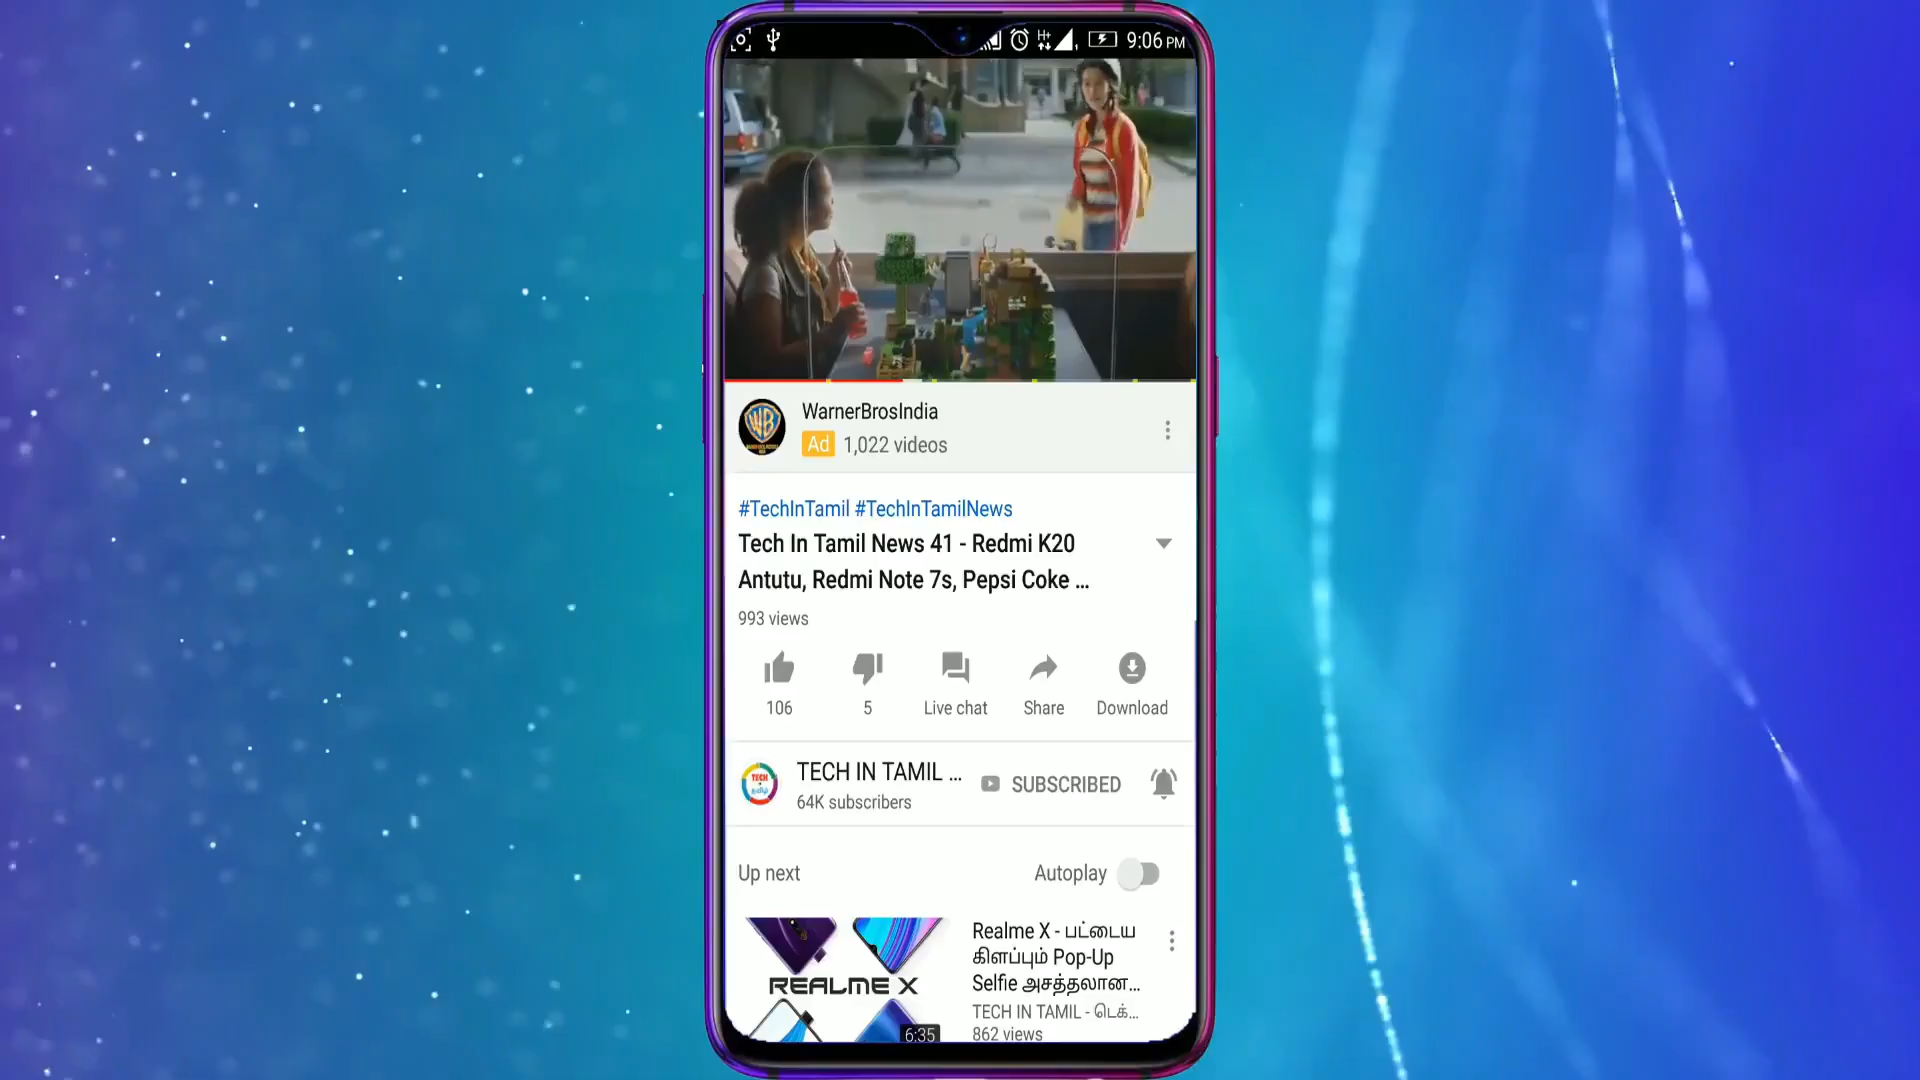 H+
9:06 PM
WarnerBrosIndia
Ad 1,022 videos
#TechInTamil #TechInTamilNews
Tech In Tamil News 41 - Redmi K20
Antutu, Redmi Note 7s, Pepsi Coke ...
993 views
106
5
Live chat
Share
Download
TECH IN TAMIL ...
64K subscribers
SUBSCRIBED
Up next
Autoplay
REALME X
6:35
Realme X - பட்டைய
கிளப்பும் Pop-Up
Selfie அசத்தலான...
TECH IN TAMIL - டெக்...
862 views